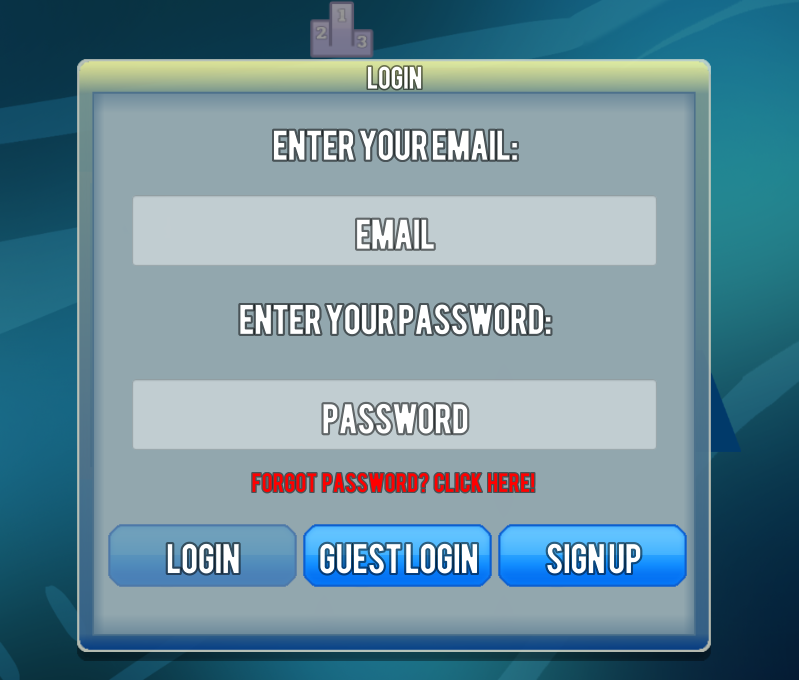 1
2
3
LOGIN
ENTER YOUR EMAIL:
EMAIL
ENTER YOUR PASSWORD:
PASSWORD
FORGOT PASSWORD? CLICK HERE!
LOGIN
GUEST LOGIN
SIGN UP